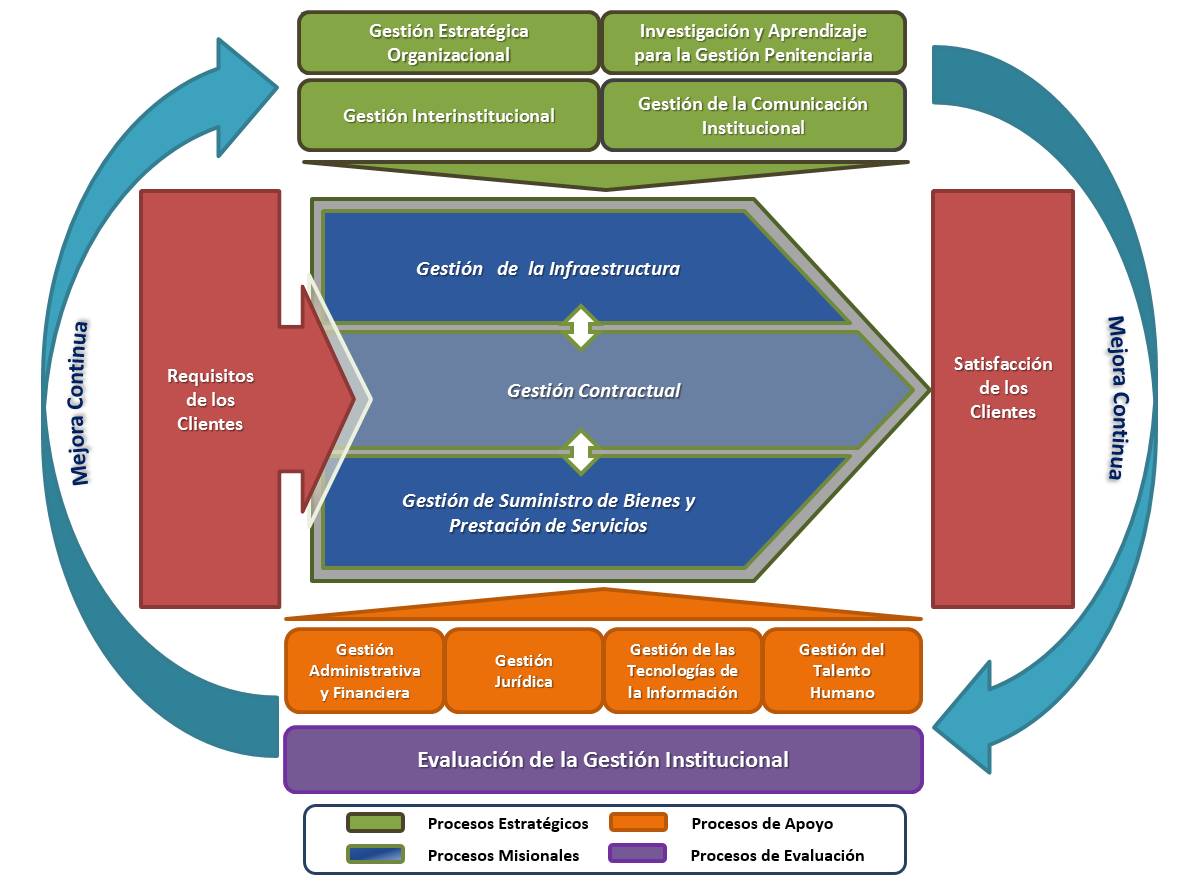 Gestión Estratégica
Organizacional
Investigación y Aprendizaje
para la Gestión Penitenciaria
Gestión Interinstitucional
Gestión de la Comunicación
Institucional
Mejora Continua
Requisitos
de los
Clientes
Gestión de la Infraestructura
Gestión Contractual
Gestión de Suministro de Bienes y
Prestación de Servicios
Satisfacción
de los
Clientes
Mejora Continua
Gestión
Administrativa
y Financiera
Gestión
Jurídica
Gestión de las
Tecnologías de
la Información
Gestión del
Talento
Humano
Evaluación de la Gestión Institucional
Procesos Estratégicos
Procesos de Apoyo
Procesos Misionales
Procesos de Evaluación